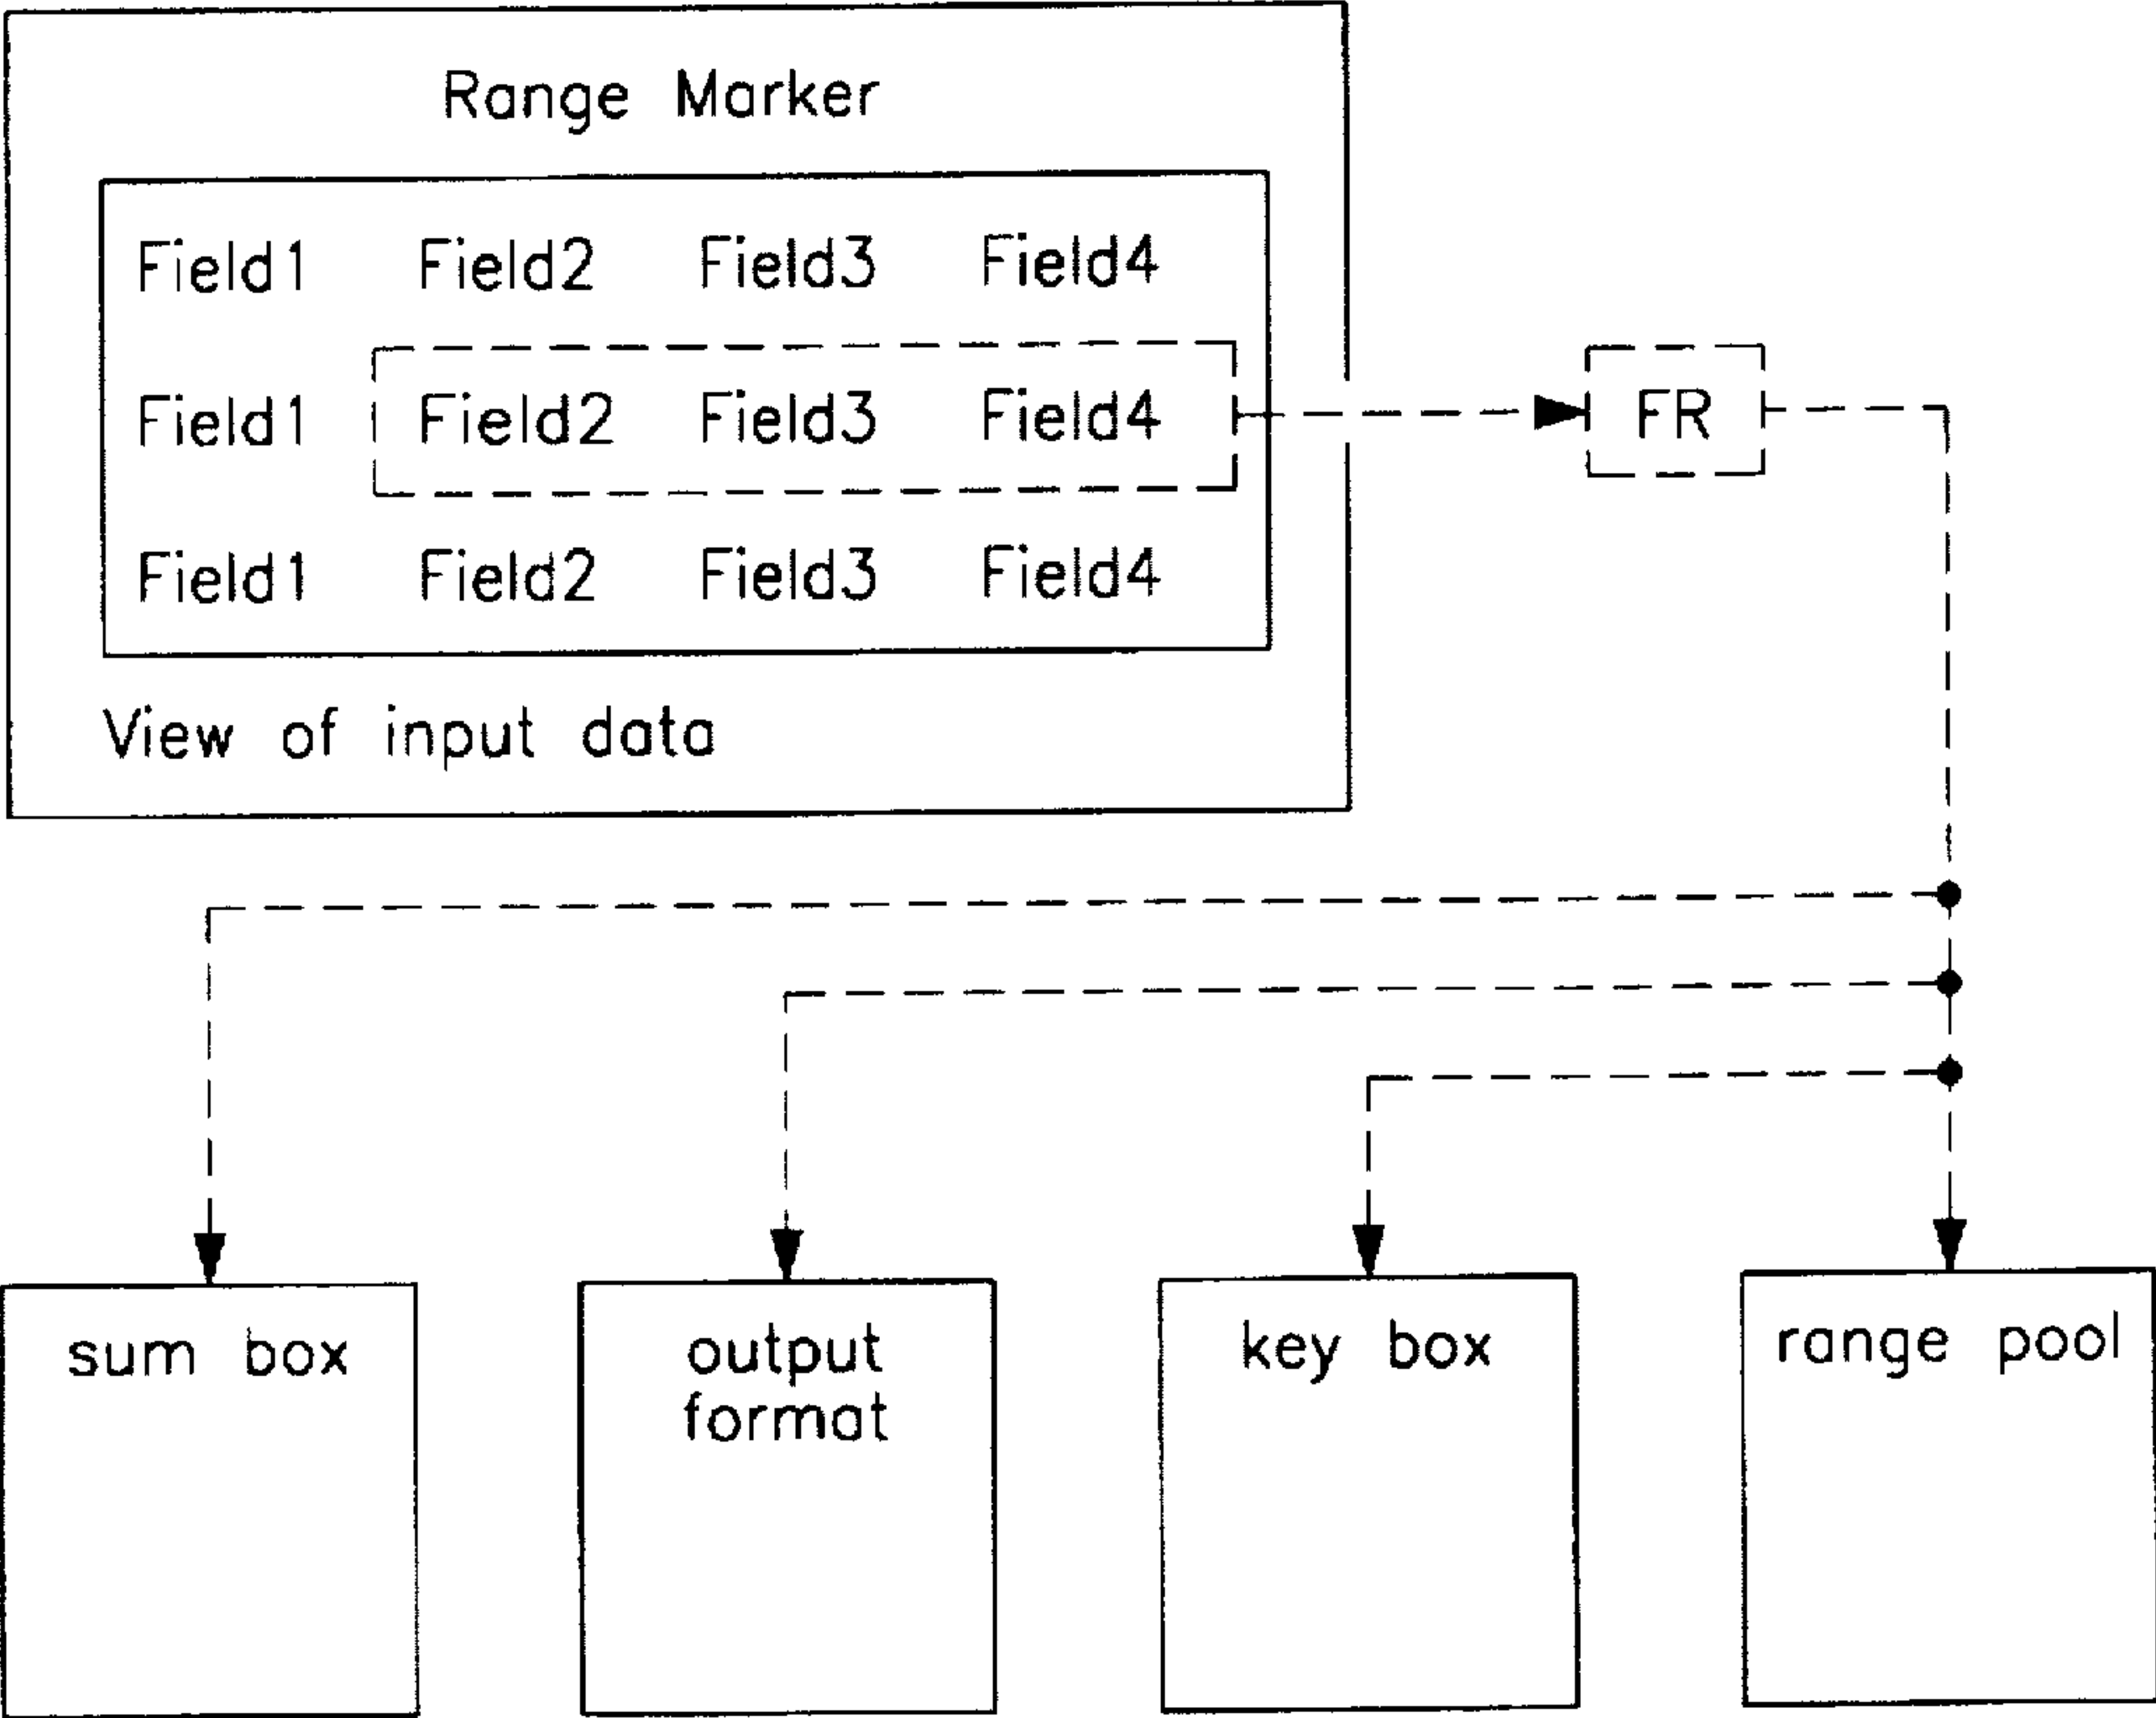 Range Marker
Field1 Field2 Field3 Field4
Field1 Field2 Field3 Field4
FR
Field1 Field2 Field3 Field4
View of input data
sum box
output
format
key box
range pool